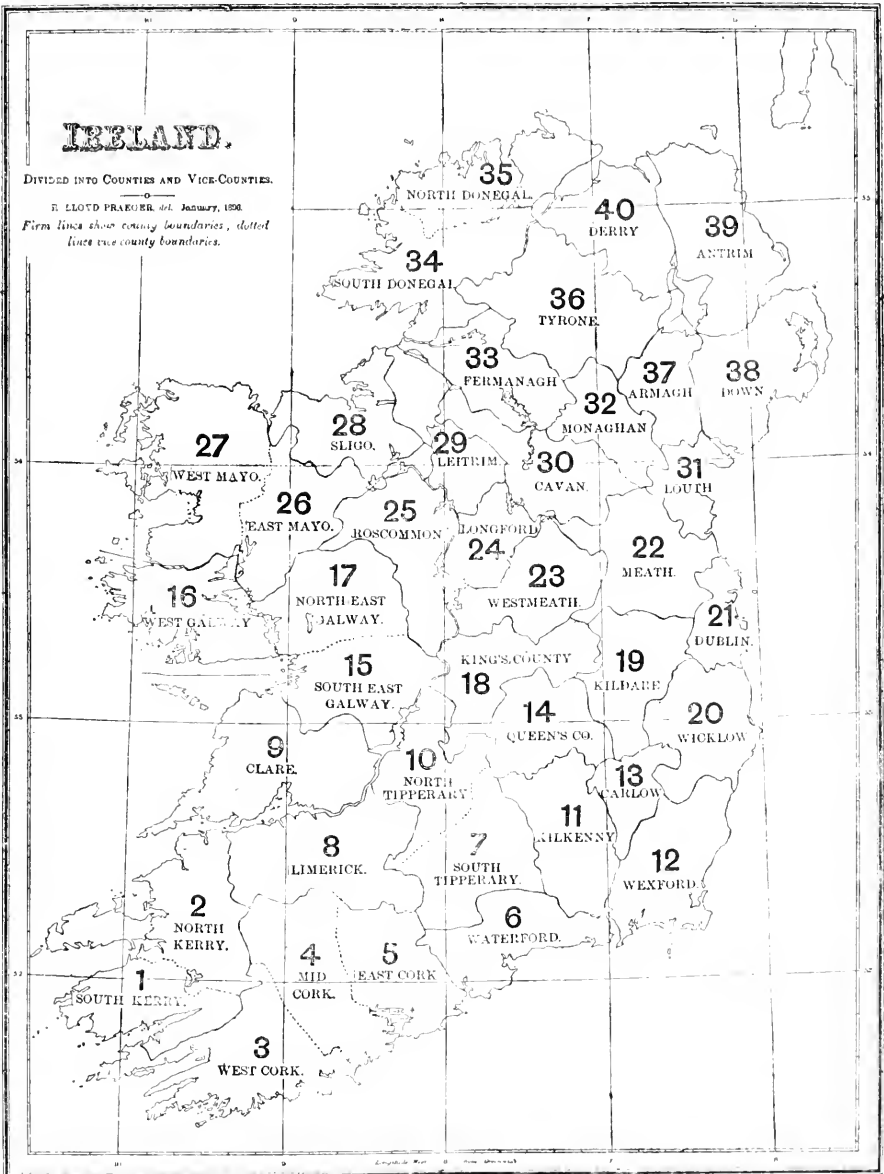 IRELAND.
DIVIDED INTO COUNTIES AND VICE-COUNTIES.
R. LLOYD PRAEGER, del. January, 1896.
Firm lines show county boundaries, dotted
lines vice county boundaries.
35
NORTH DONEGAL.
40
DERRY
39
ANTRIM
34
SOUTH DONEGAL
36
TYRONE.
33
FERMANAGH
37
ARMAGH
38
DOWN
32
MONAGHAN
28
SLIGO.
27
WEST MAYO.
29
LEITRIM.
30
CAVAN.
31
LOUTH
26
EAST MAYO.
25
ROSCOMMON
LONGFORD
24
22
MEATH.
17
NORTH EAST
GALWAY.
23
WESTMEATH.
16
WEST GALWAY
21
DUBLIN.
15
SOUTH EAST
GALWAY.
KING'S COUNTY
18
19
KILDARE
14
QUEEN'S CO.
20
WICKLOW
9
CLARE.
10
NORTH
TIPPERARY
13
CARLOW
11
KILKENNY
8
LIMERICK.
7
SOUTH
TIPPERARY.
12
WEXFORD.
2
NORTH
KERRY.
6
WATERFORD.
4
MID
CORK.
5
EAST CORK
1
SOUTH KERRY.
3
WEST CORK.